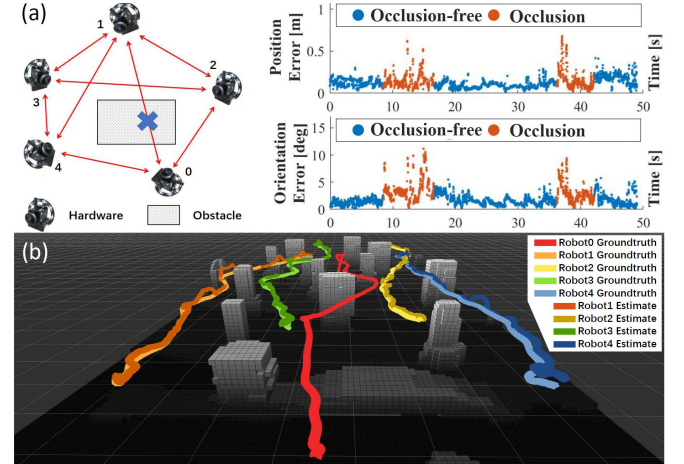 (a)
1
2
3
4
0
Hardware
Obstacle
Position
Error [m]
Occlusion-free
Occlusion
Time [s]
1
0.5
0
0
10
20
30
40
50
Orientation
Error [deg]
Occlusion-free
Occlusion
Time [s]
15
10
5
0
0
10
20
30
40
50
(b)
Robot0 Groundtruth
Robot1 Groundtruth
Robot2 Groundtruth
Robot3 Groundtruth
Robot4 Groundtruth
Robot1 Estimate
Robot2 Estimate
Robot3 Estimate
Robot4 Estimate